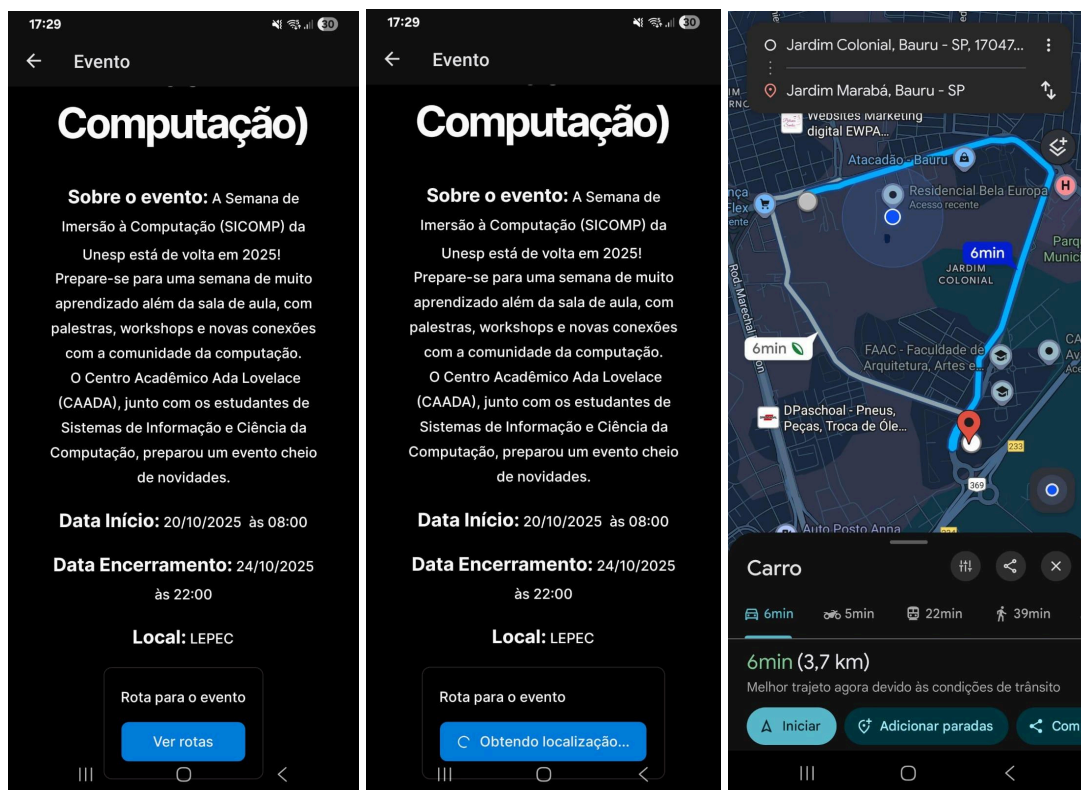 17:29
30
Evento
Computação)
Sobre o evento: A Semana de
Imersão à Computação (SICOMP) da
Unesp está de volta em 2025!
Prepare-se para uma semana de muito
aprendizado além da sala de aula, com
palestras, workshops e novas conexões
com a comunidade da computação.
O Centro Acadêmico Ada Lovelace
(CAADA), junto com os estudantes de
Sistemas de Informação e Ciência da
Computação, preparou um evento cheio
de novidades.
Data Início: 20/10/2025 às 08:00
Data Encerramento: 24/10/2025
às 22:00
Local: LEPEC
Rota para o evento
Ver rotas
17:29
30
Evento
Computação)
Sobre o evento: A Semana de
Imersão à Computação (SICOMP) da
Unesp está de volta em 2025!
Prepare-se para uma semana de muito
aprendizado além da sala de aula, com
palestras, workshops e novas conexões
com a comunidade da computação.
O Centro Acadêmico Ada Lovelace
(CAADA), junto com os estudantes de
Sistemas de Informação e Ciência da
Computação, preparou um evento cheio
de novidades.
Data Início: 20/10/2025 às 08:00
Data Encerramento: 24/10/2025
às 22:00
Local: LEPEC
Rota para o evento
Obtendo localização...
Jardim Colonial, Bauru - SP, 17047...
Jardim Marabá, Bauru - SP
Websites Marketing
digital EWPA...
Atacadão - Bauru
Residencial Bela Europa
Acesso recente
H
nça
Flex
ente
Parq
Munic
6min
JARDIM
COLONIAL
Rod. Marechal
6min
FAAC - Faculdade de
Arquitetura, Artes e...
CA
Av
Ace
DPaschoal - Pneus,
Peças, Troca de Óle...
233
369
Auto Posto Anna
Carro
6min
5min
22min
39min
6min (3,7 km)
Melhor trajeto agora devido às condições de trânsito
Iniciar
Adicionar paradas
Com